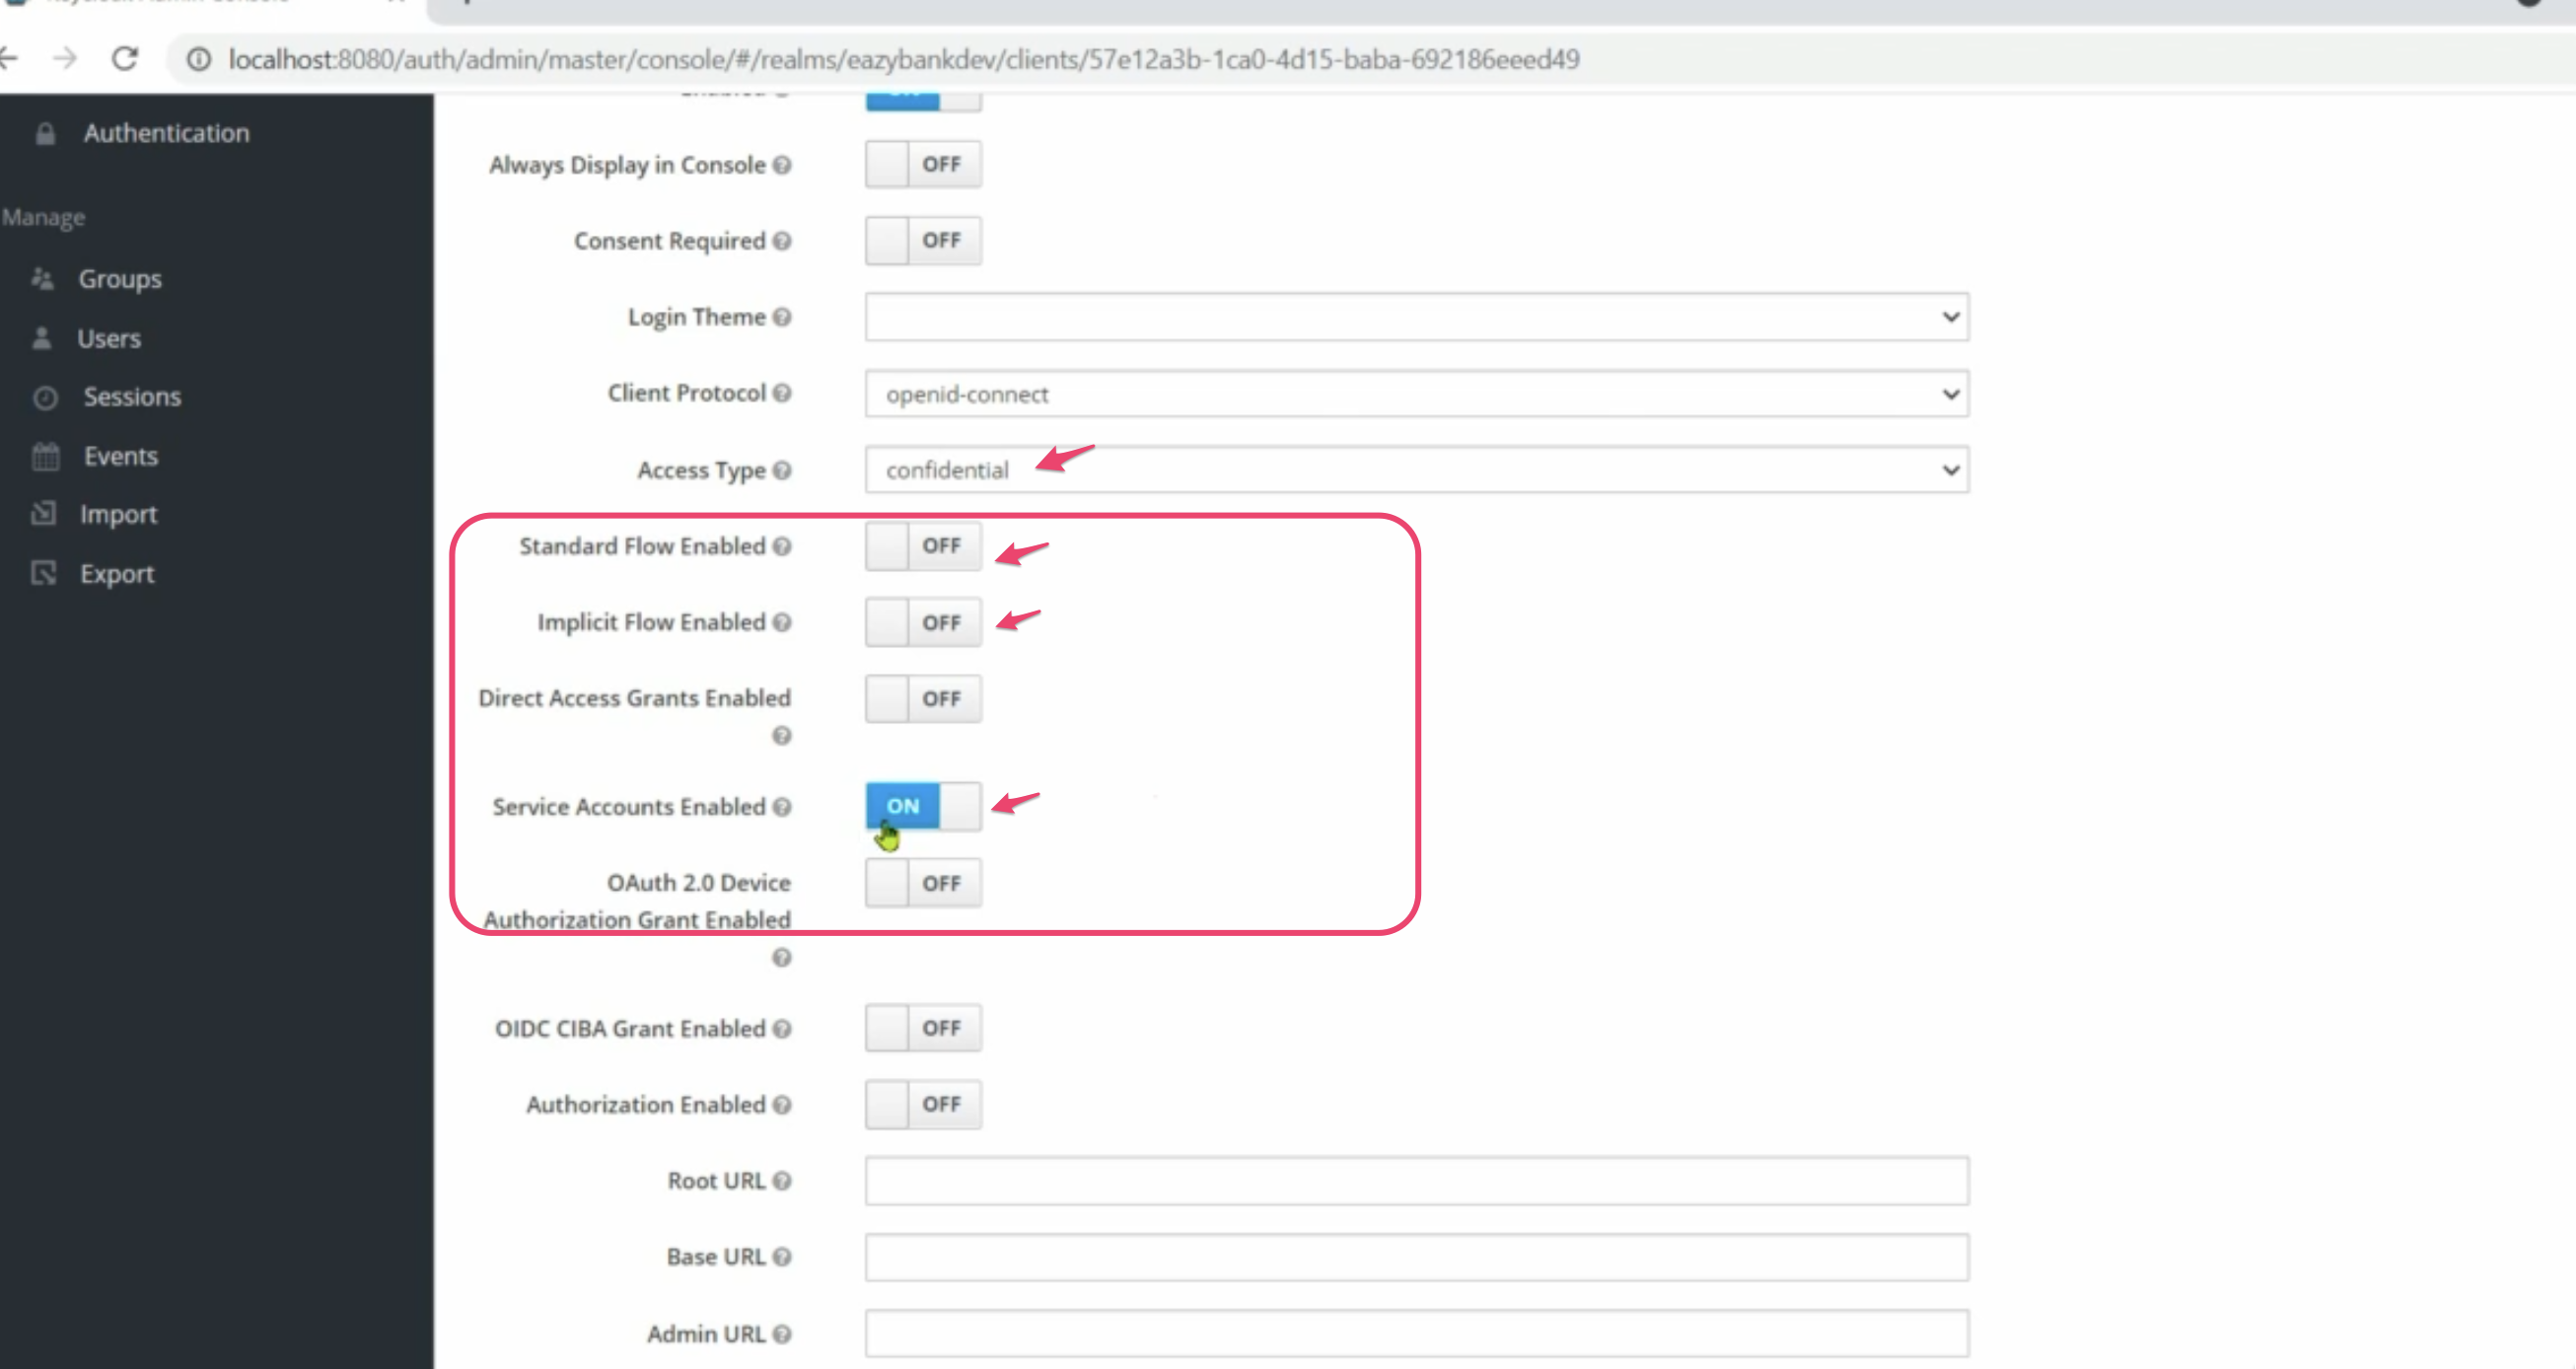 localhost:8080/auth/admin/master/console/#/realms/eazybankdev/clients/57e12a3b-1ca0-4d15-baba-692186eeed49
Authentication
Manage
Groups
Users
Sessions
Events
Import
Export
Always Display in Console OFF
Consent Required OFF
Login Theme
Client Protocol openid-connect
Access Type confidential
Standard Flow Enabled OFF
Implicit Flow Enabled OFF
Direct Access Grants Enabled OFF
Service Accounts Enabled ON
OAuth 2.0 Device OFF
Authorization Grant Enabled
OIDC CIBA Grant Enabled OFF
Authorization Enabled OFF
Root URL
Base URL
Admin URL